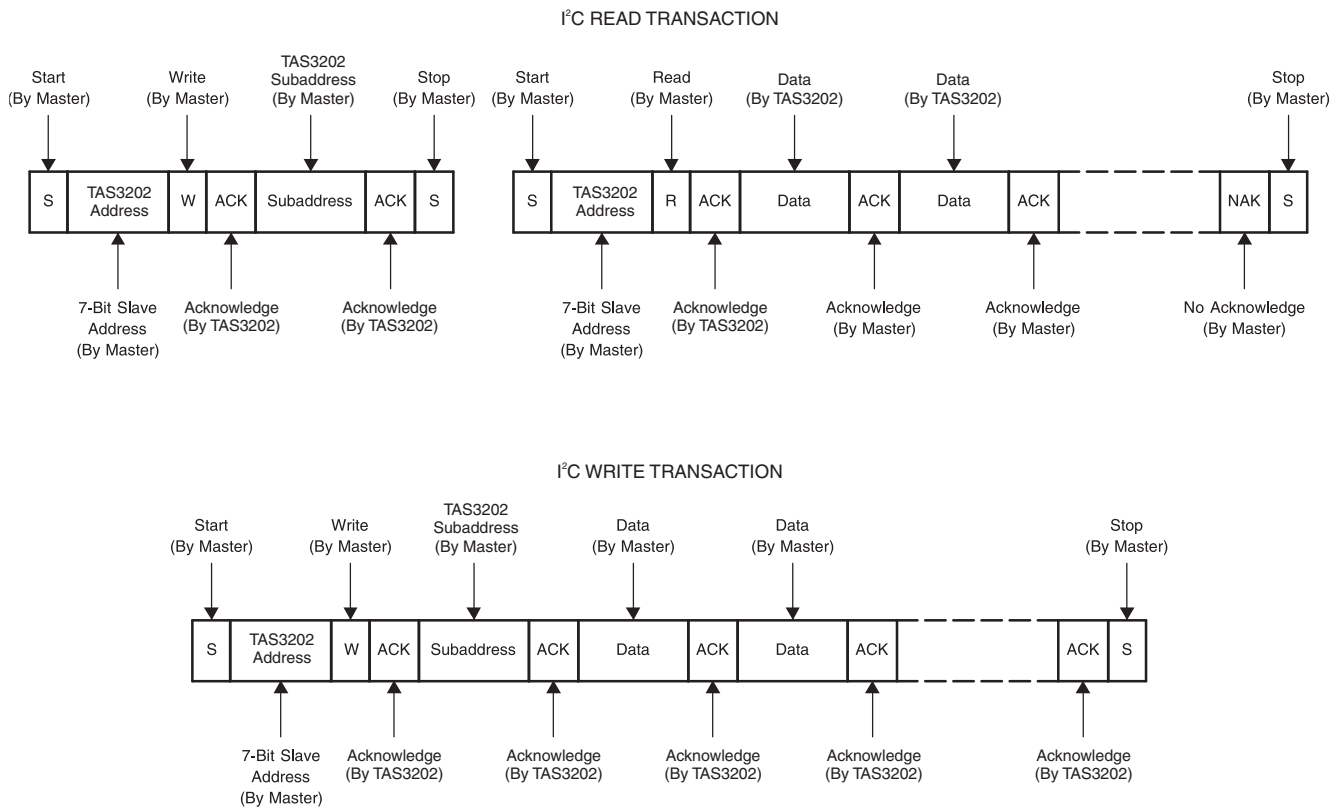 I²C READ TRANSACTION
Start
(By Master)
Write
(By Master)
TAS3202
Subaddress
(By Master)
Stop
(By Master)
Start
(By Master)
Read
(By Master)
Data
(By TAS3202)
Data
(By TAS3202)
Stop
(By Master)
S
TAS3202
Address
W
ACK
Subaddress
ACK
S
S
TAS3202
Address
R
ACK
Data
ACK
Data
ACK
NAK
S
7-Bit Slave
Address
(By Master)
Acknowledge
(By TAS3202)
Acknowledge
(By TAS3202)
7-Bit Slave
Address
(By Master)
Acknowledge
(By TAS3202)
Acknowledge
(By Master)
Acknowledge
(By Master)
No Acknowledge
(By Master)
I²C WRITE TRANSACTION
Start
(By Master)
Write
(By Master)
TAS3202
Subaddress
(By Master)
Data
(By Master)
Data
(By Master)
Stop
(By Master)
S
TAS3202
Address
W
ACK
Subaddress
ACK
Data
ACK
Data
ACK
ACK
S
7-Bit Slave
Address
(By Master)
Acknowledge
(By TAS3202)
Acknowledge
(By TAS3202)
Acknowledge
(By TAS3202)
Acknowledge
(By TAS3202)
Acknowledge
(By TAS3202)